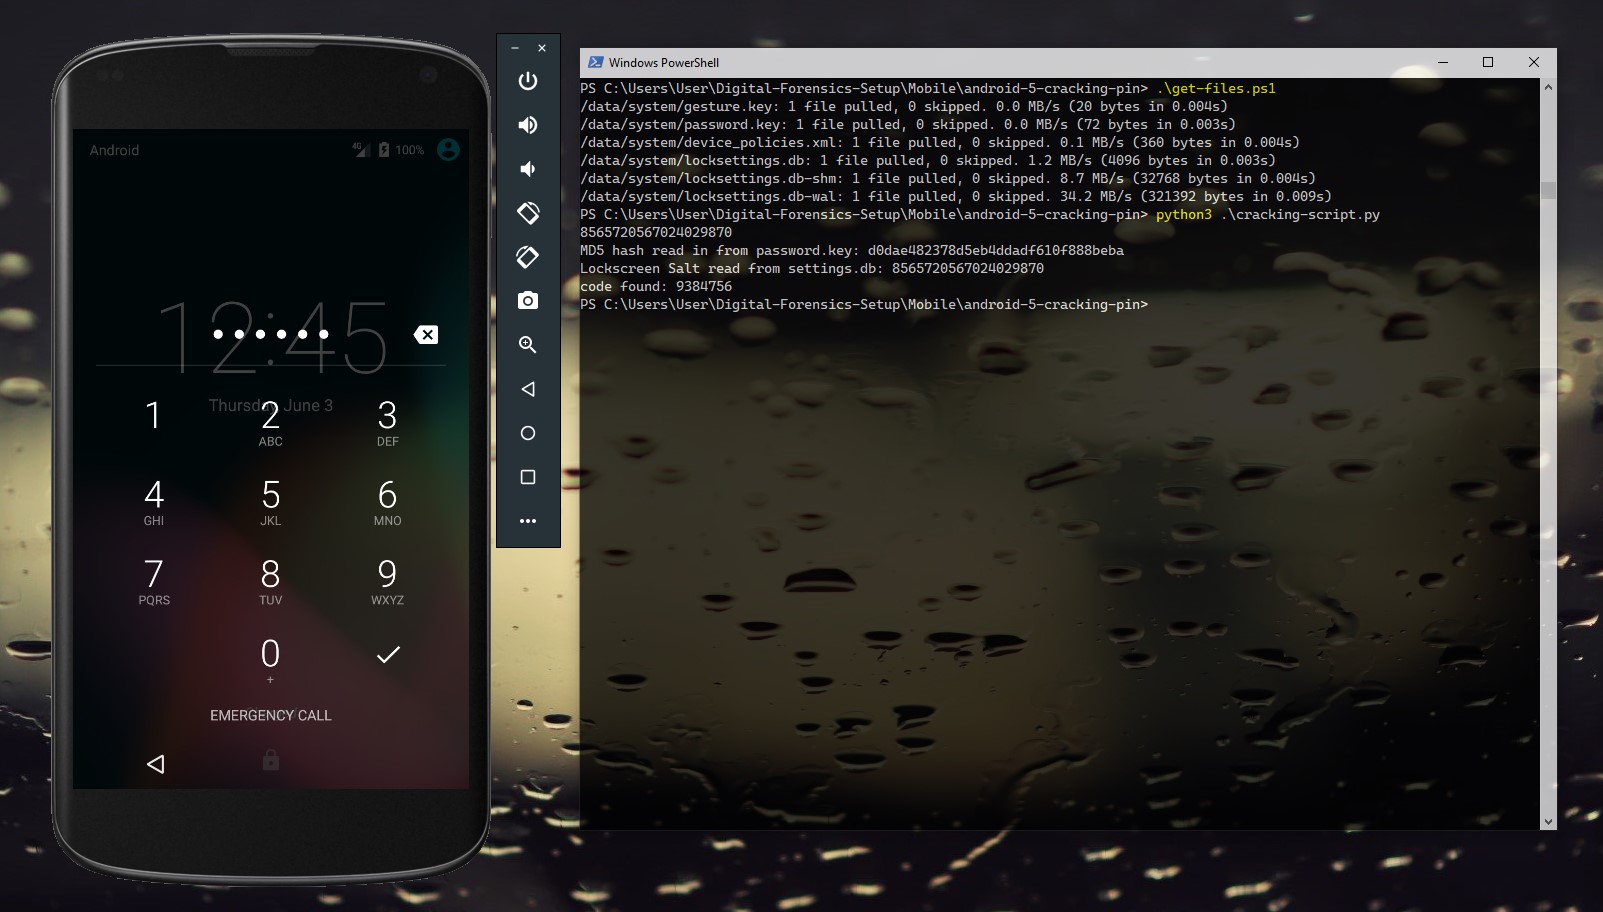 Android
4G
100%
12:45
Thursday, June 3
1
2
ABC
3
DEF
4
GHI
5
JKL
6
MNO
7
PQRS
8
TUV
9
WXYZ
0
+
EMERGENCY CALL
Windows PowerShell
PS C:\Users\User\Digital-Forensics-Setup\Mobile\android-5-cracking-pin> .\get-files.ps1
/data/system/gesture.key: 1 file pulled, 0 skipped. 0.0 MB/s (20 bytes in 0.004s)
/data/system/password.key: 1 file pulled, 0 skipped. 0.0 MB/s (72 bytes in 0.003s)
/data/system/device_policies.xml: 1 file pulled, 0 skipped. 0.1 MB/s (360 bytes in 0.004s)
/data/system/locksettings.db: 1 file pulled, 0 skipped. 1.2 MB/s (4096 bytes in 0.003s)
/data/system/locksettings.db-shm: 1 file pulled, 0 skipped. 8.7 MB/s (32768 bytes in 0.004s)
/data/system/locksettings.db-wal: 1 file pulled, 0 skipped. 34.2 MB/s (321392 bytes in 0.009s)
PS C:\Users\User\Digital-Forensics-Setup\Mobile\android-5-cracking-pin> python3 .\cracking-script.py
8565720567024029870
MD5 hash read in from password.key: d0dae482378d5eb4ddadf610f888beba
Lockscreen Salt read from settings.db: 8565720567024029870
code found: 9384756
PS C:\Users\User\Digital-Forensics-Setup\Mobile\android-5-cracking-pin>